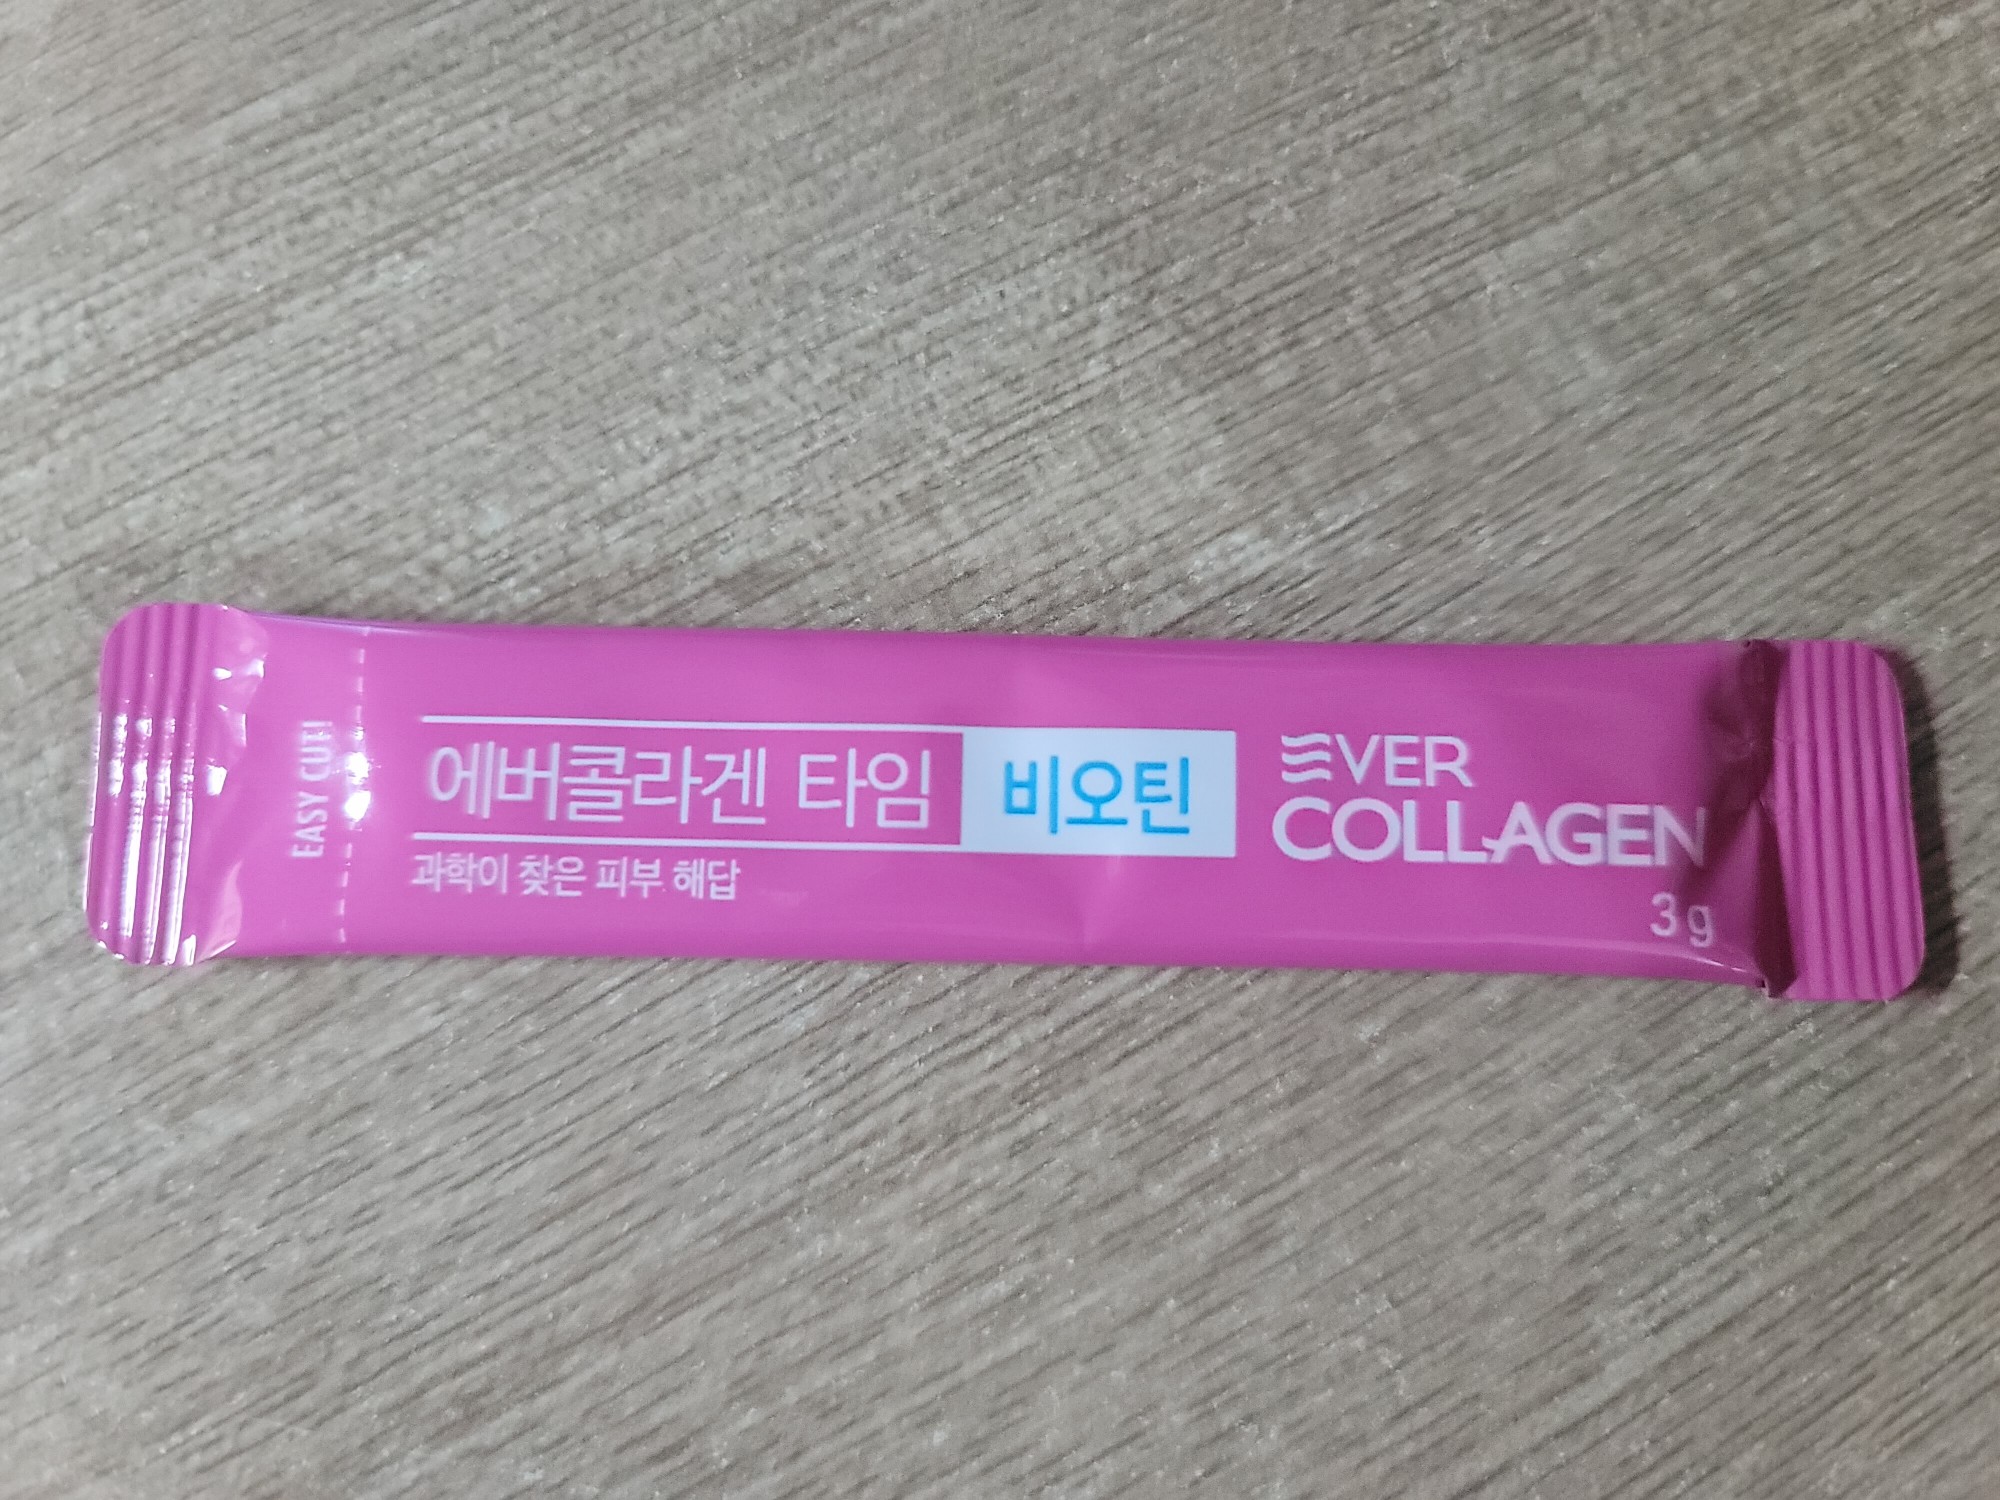 EASY CUT!
에버콜라겐 타임 비오틴
과학이 찾은 피부 해답
EVER
COLLAGEN
3g